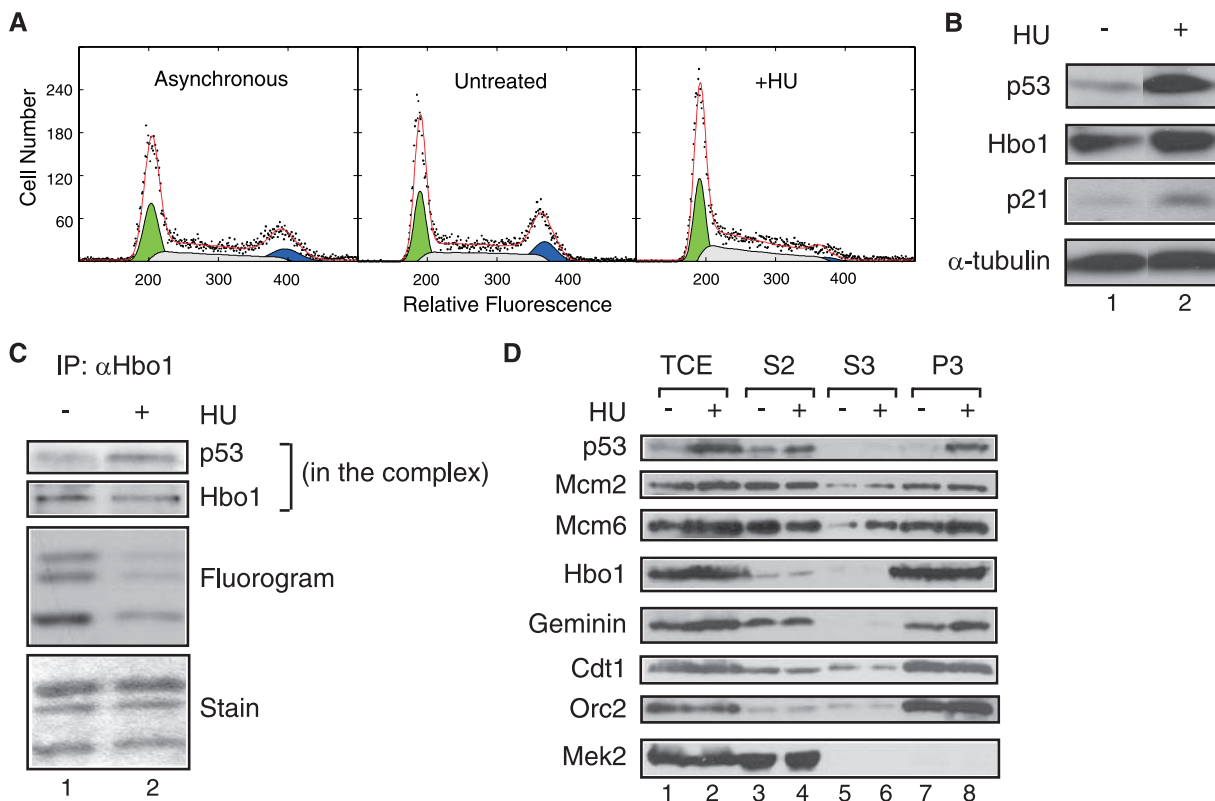 A
Asynchronous
Untreated
+HU
Cell Number
240
180
120
60
200 400 200 400 200 400
Relative Fluorescence
B
HU - +
p53
Hbo1
p21
α-tubulin
1 2
C
IP: αHbo1
- + HU
p53
Hbo1
(in the complex)
Fluorogram
Stain
1 2
D
TCE S2 S3 P3
HU - + - + - + - +
p53
Mcm2
Mcm6
Hbo1
Geminin
Cdt1
Orc2
Mek2
1 2 3 4 5 6 7 8